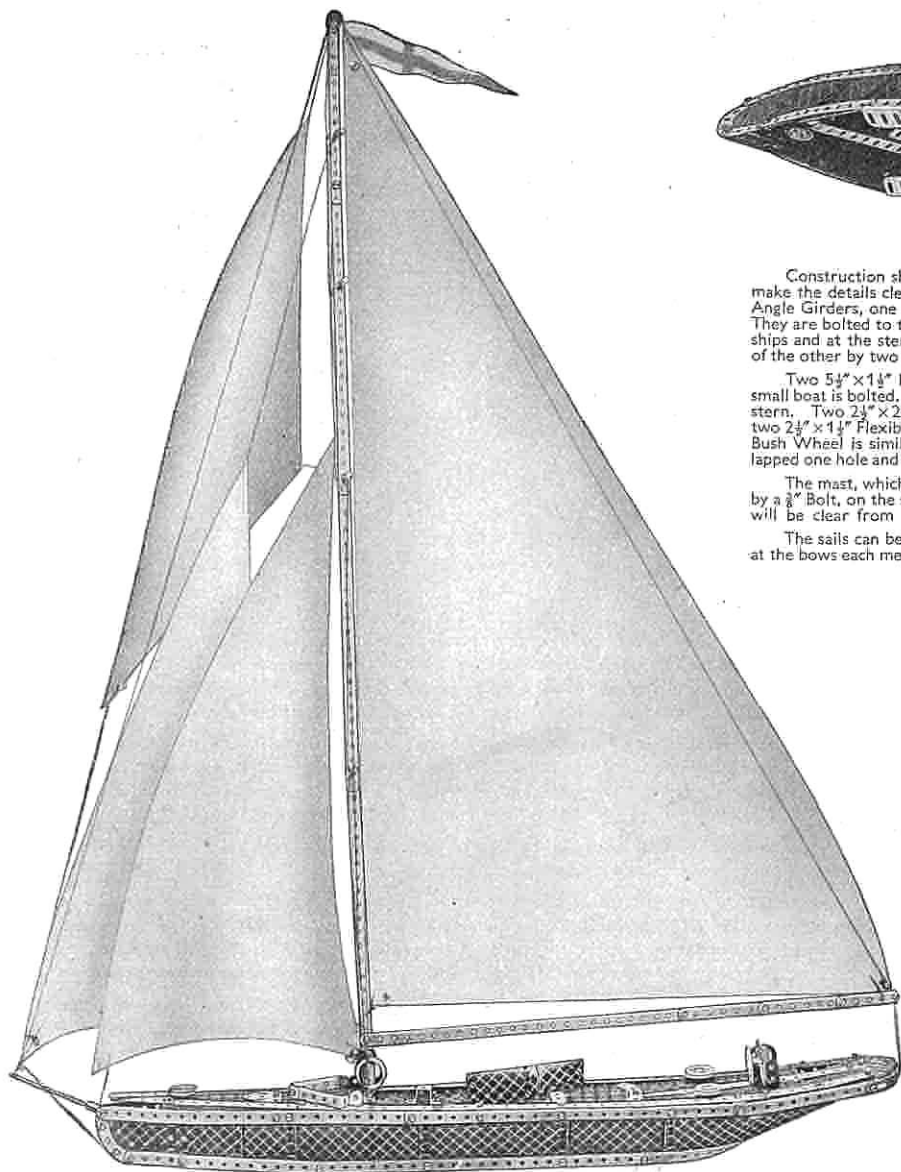 Construction sh
make the details cle
Angle Girders, one
They are bolted to t
ships and at the ster
of the other by two
Two 5½″×1½″ 
small boat is bolted.
stern. Two 2½″×2
two 2½″×1½″ Flexib
Bush Wheel is simil
lapped one hole and
The mast, which
by a ⅜″ Bolt, on the
will be clear from
The sails can be
at the bows each me